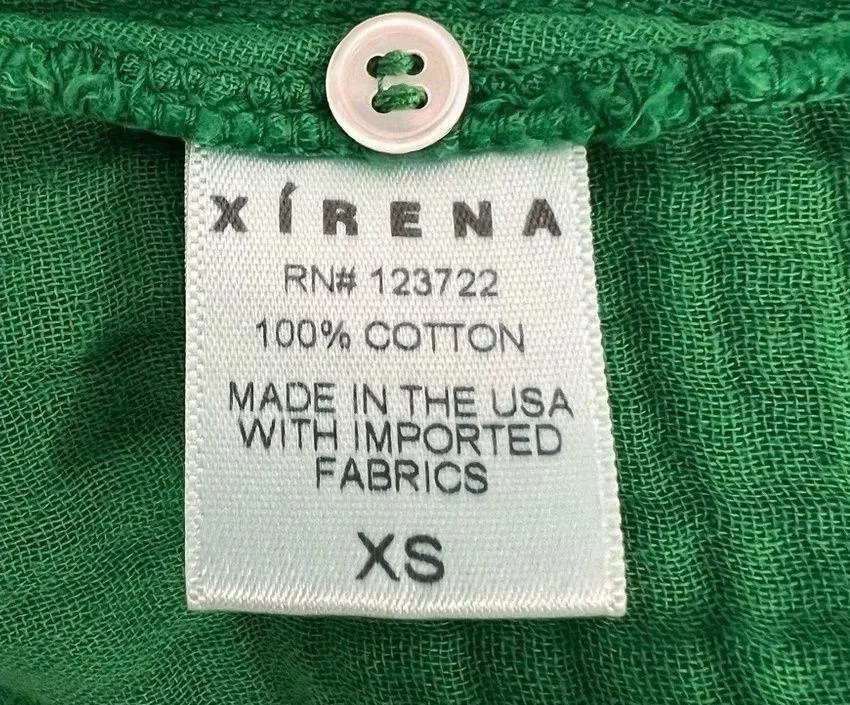 XÍRENA
RN# 123722
100% COTTON
MADE IN THE USA
WITH IMPORTED
FABRICS
XS